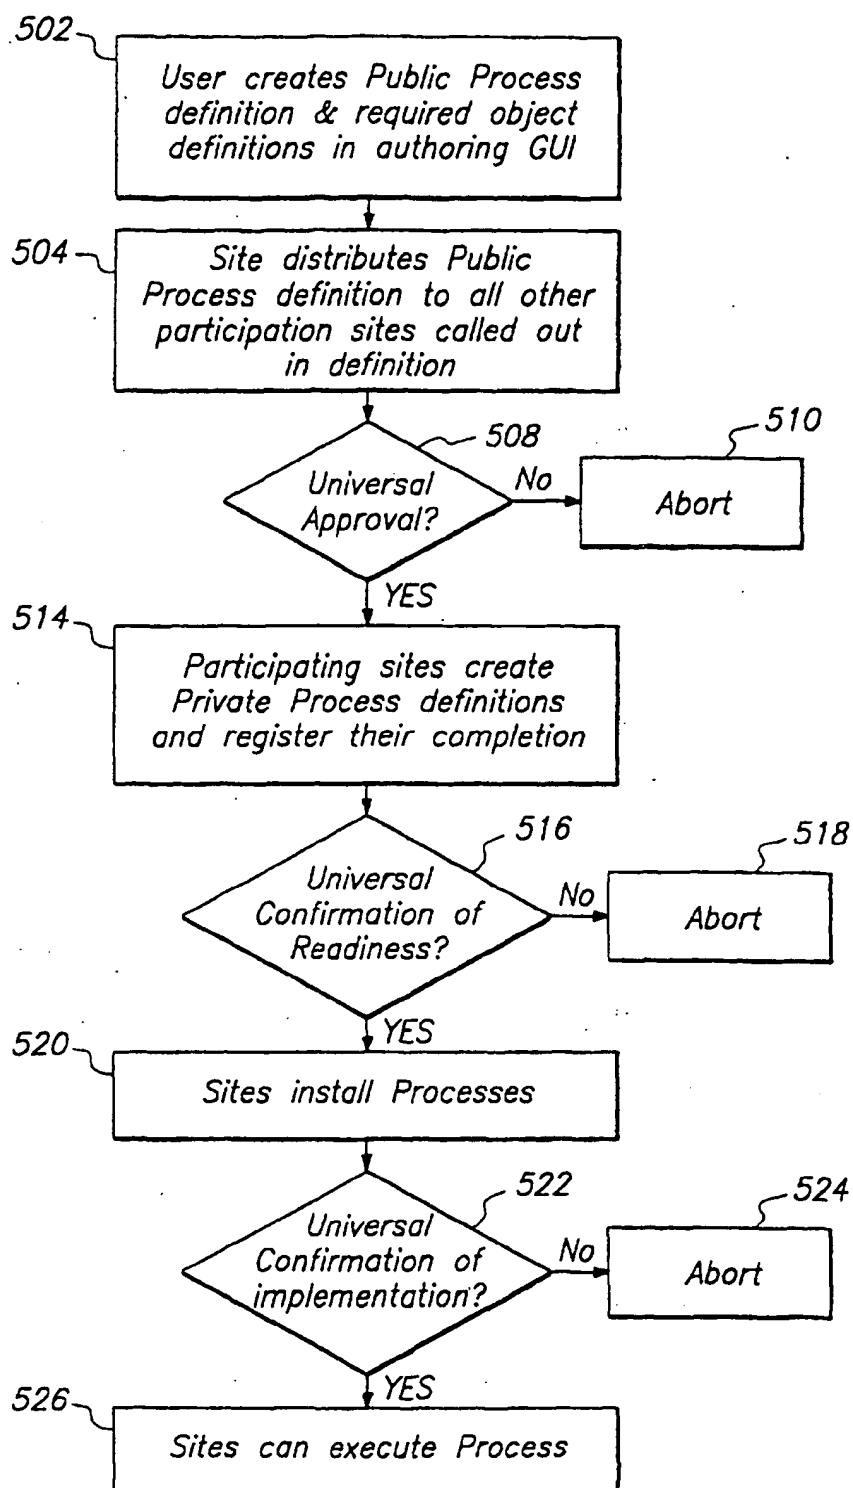 502
User creates Public Process
definition & required object
definitions in authoring GUI
504
Site distributes Public
Process definition to all other
participation sites called out
in definition
508
510
Universal
Approval?
No
Abort
YES
514
Participating sites create
Private Process definitions
and register their completion
516
518
Universal
Confirmation of
Readiness?
No
Abort
YES
520
Sites install Processes
522
524
Universal
Confirmation of
implementation?
No
Abort
YES
526
Sites can execute Process